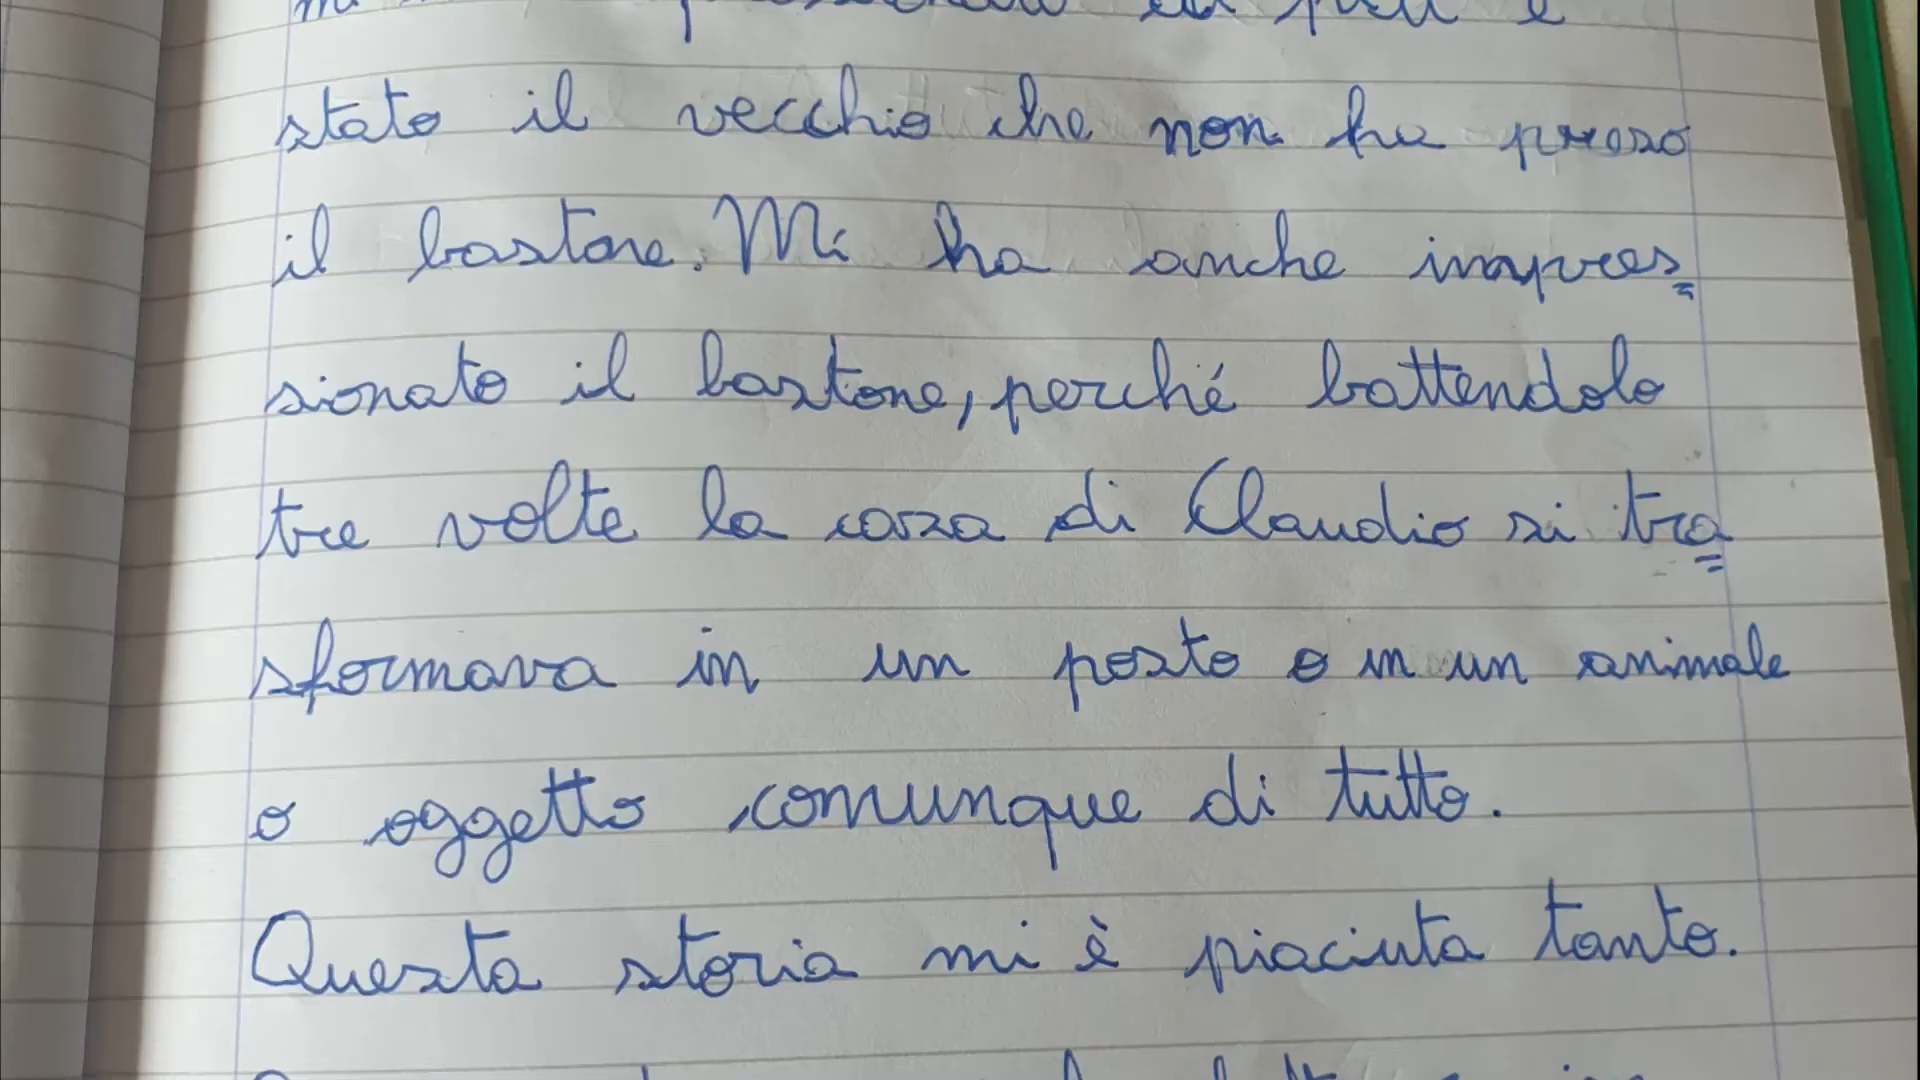 stato il vecchio che non ha preso
il bastone. Mi ha anche impres=
sionato il bastone, perché battendolo
tre volte la casa di Claudio si tra=
sformava in un posto o in un animale
o oggetto comunque di tutto.
Questa storia mi è piaciuta tanto.